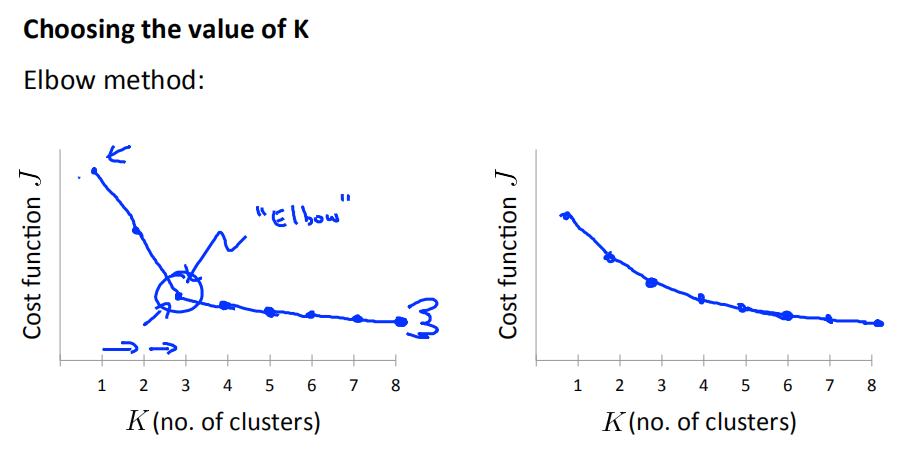 Choosing the value of K
Elbow method:
"Elbow"
Cost function J
1 2 3 4 5 6 7 8
K (no. of clusters)
Cost function J
1 2 3 4 5 6 7 8
K (no. of clusters)